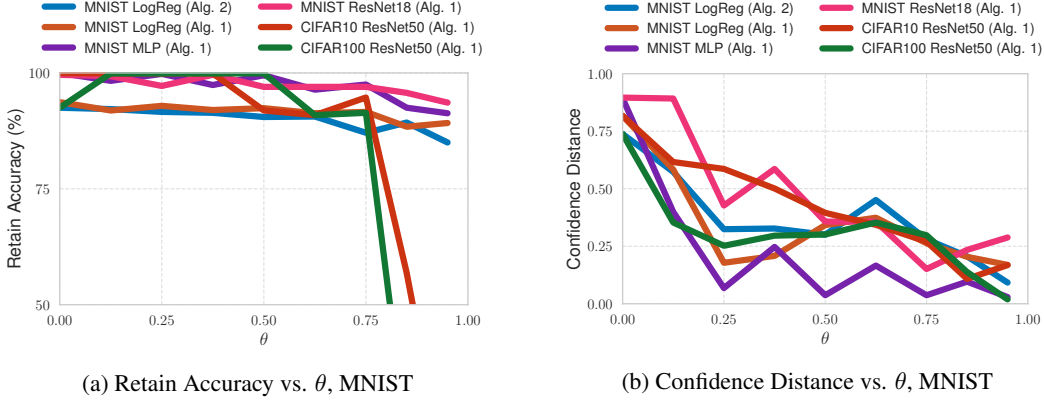 MNIST LogReg (Alg. 2)
MNIST ResNet18 (Alg. 1)
MNIST LogReg (Alg. 1)
CIFAR10 ResNet50 (Alg. 1)
MNIST MLP (Alg. 1)
CIFAR100 ResNet50 (Alg. 1)
Retain Accuracy (%)
100
75
50
0.00
0.25
0.50
0.75
1.00
θ
(a) Retain Accuracy vs. θ, MNIST
MNIST LogReg (Alg. 2)
MNIST ResNet18 (Alg. 1)
MNIST LogReg (Alg. 1)
CIFAR10 ResNet50 (Alg. 1)
MNIST MLP (Alg. 1)
CIFAR100 ResNet50 (Alg. 1)
Confidence Distance
1.00
0.75
0.50
0.25
0.00
0.00
0.25
0.50
0.75
1.00
θ
(b) Confidence Distance vs. θ, MNIST